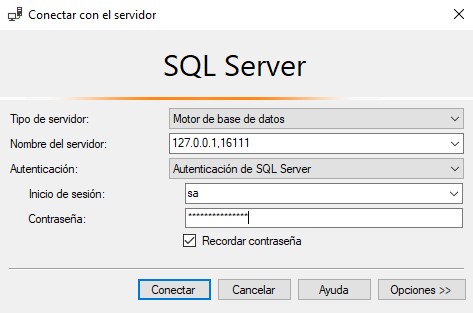 Conectar con el servidor
SQL Server
Tipo de servidor: Motor de base de datos
Nombre del servidor: 127.0.0.1,16111
Autenticación: Autenticación de SQL Server
Inicio de sesión: sa
Contraseña: ***************
Recordar contraseña
Conectar Cancelar Ayuda Opciones >>